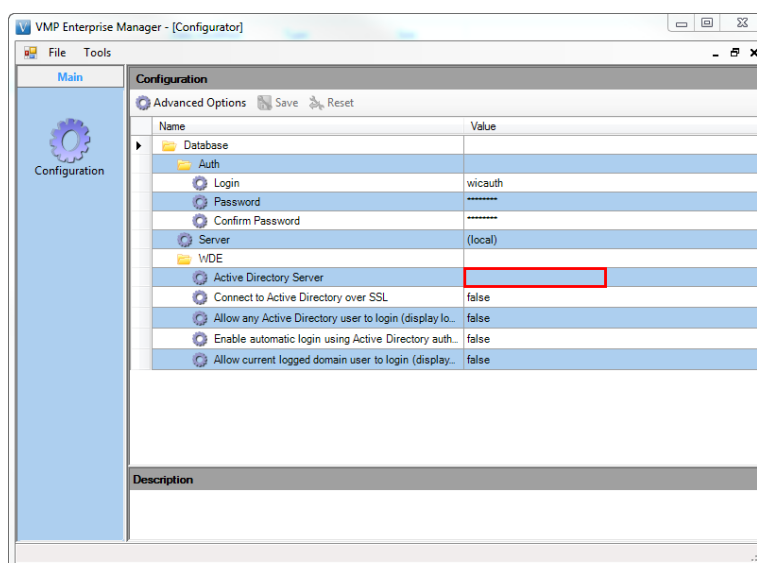 VMP Enterprise Manager - [Configurator]
File Tools
Main
Configuration
Configuration
Advanced Options Save Reset
Name Value
Database
Auth
Login wicauth
Password ********
Confirm Password ********
Server (local)
WDE
Active Directory Server
Connect to Active Directory over SSL false
Allow any Active Directory user to login (display lo... false
Enable automatic login using Active Directory auth... false
Allow current logged domain user to login (display... false
Description